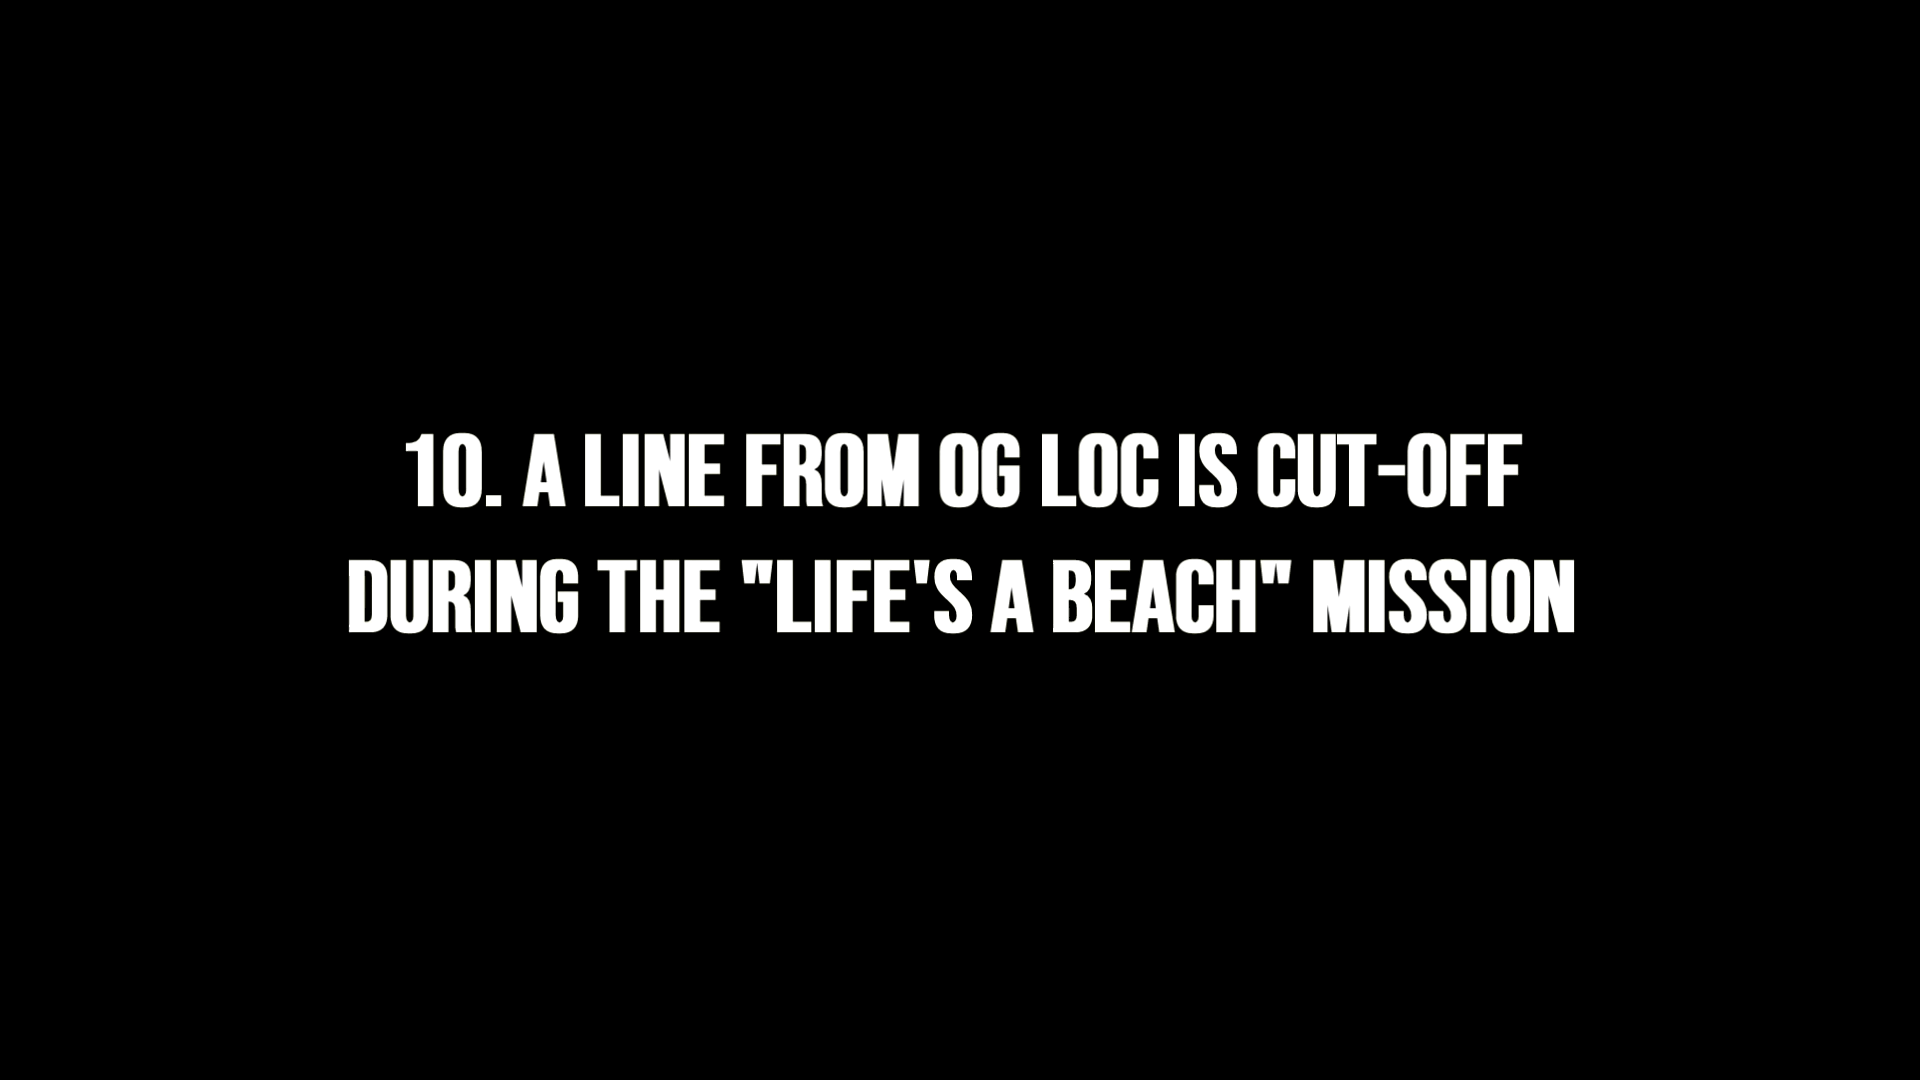 10. A LINE FROM OG LOC IS CUT-OFF
DURING THE "LIFE'S A BEACH" MISSION